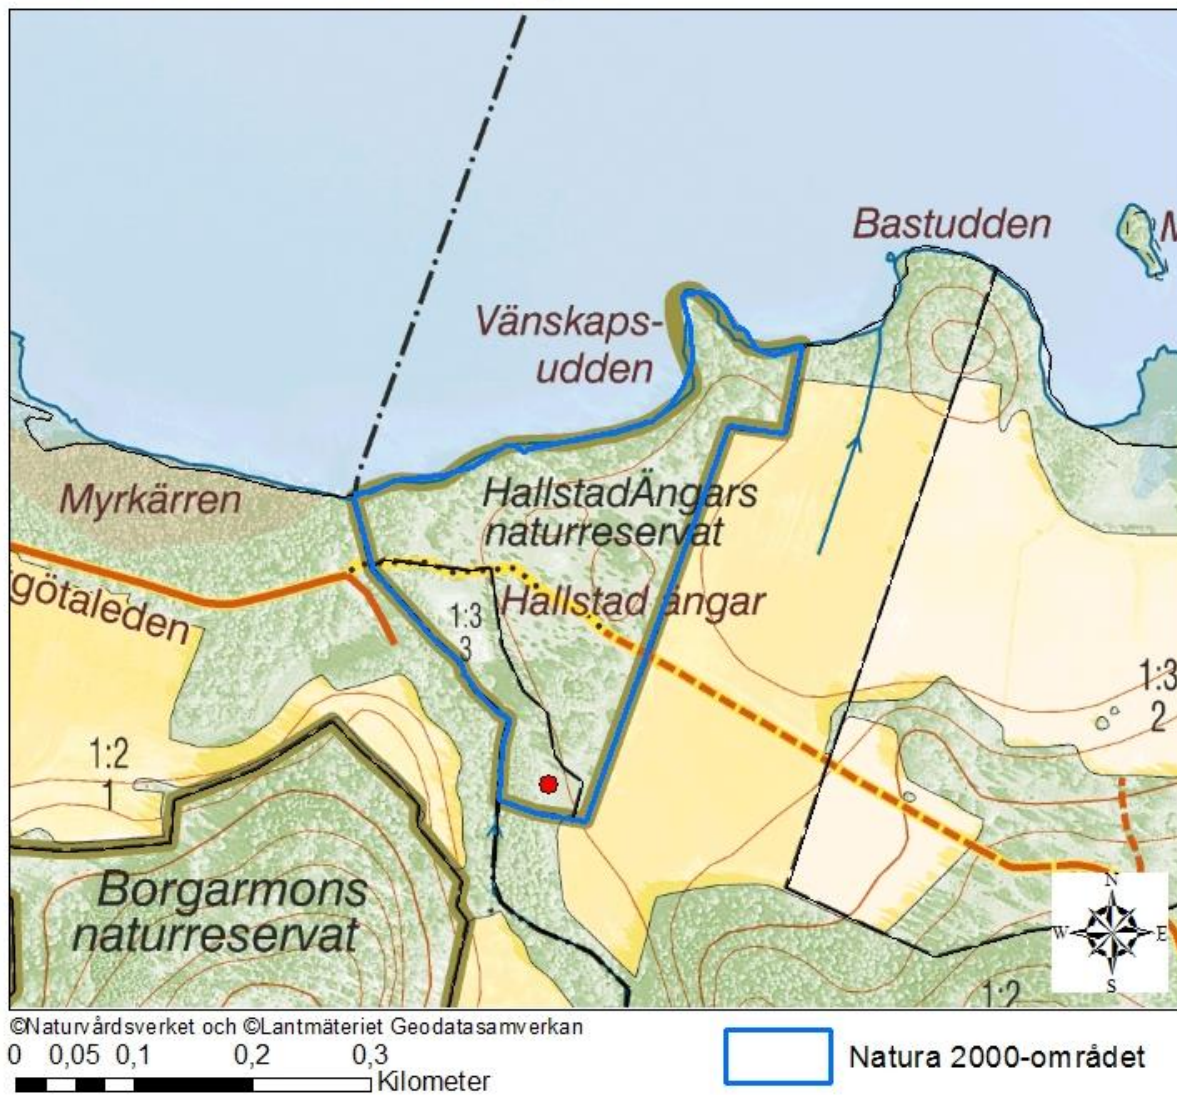 Bastudden
M
Vänskaps-
udden
Myrkärren
HallstadÄngars
naturreservat
götaleden
Hallstad ängar
1:3
3
1:3
2
1:2
1
Borgarmons
naturreservat
N
W E
S
1:2
©Naturvårdsverket och ©Lantmäteriet Geodatasamverkan
0 0,05 0,1 0,2 0,3
Kilometer
Natura 2000-området